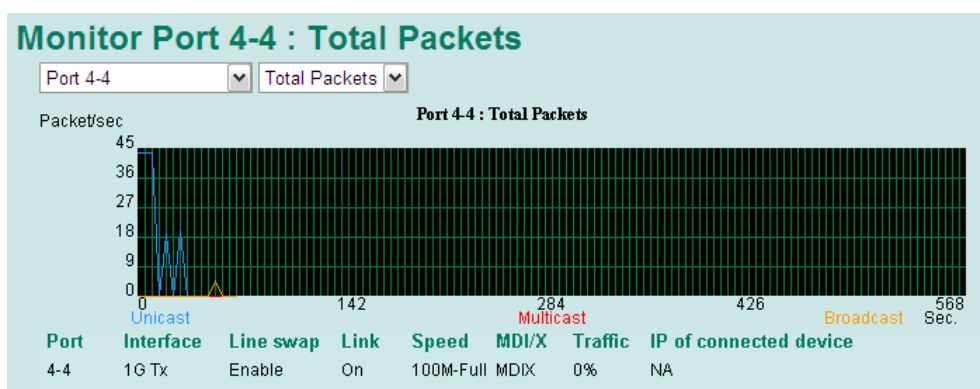 Monitor Port 4-4 : Total Packets
Port 4-4 Total Packets
Port 4-4 : Total Packets
Packet/sec
45
36
27
18
9
0
0 142 284 426 568
Unicast Multicast Broadcast Sec.
Port Interface Line swap Link Speed MDI/X Traffic IP of connected device
4-4 1G Tx Enable On 100M-Full MDIX 0% NA